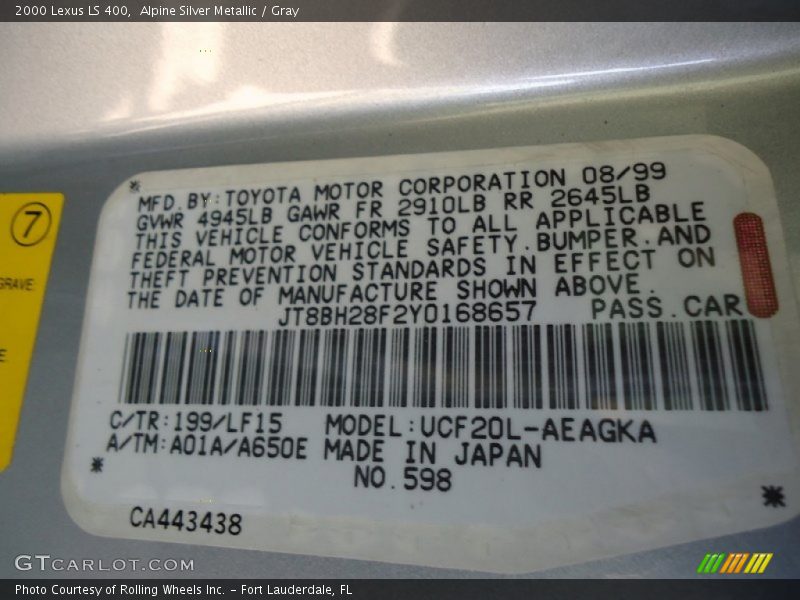 2000 Lexus LS 400, Alpine Silver Metallic / Gray
7
GRAVE
E
MFD. BY: TOYOTA MOTOR CORPORATION 08/99
GVWR 4945LB GAWR FR 2910LB RR 2645LB
THIS VEHICLE CONFORMS TO ALL APPLICABLE
FEDERAL MOTOR VEHICLE SAFETY. BUMPER. AND
THEFT PREVENTION STANDARDS IN EFFECT ON
THE DATE OF MANUFACTURE SHOWN ABOVE.
JT8BH28F2Y0168657 PASS. CAR
C/TR: 199/LF15 MODEL: UCF20L-AEAGKA
A/TM: A01A/A650E MADE IN JAPAN
NO. 598
CA443438
GTCARLOT.COM
Photo Courtesy of Rolling Wheels Inc. – Fort Lauderdale, FL